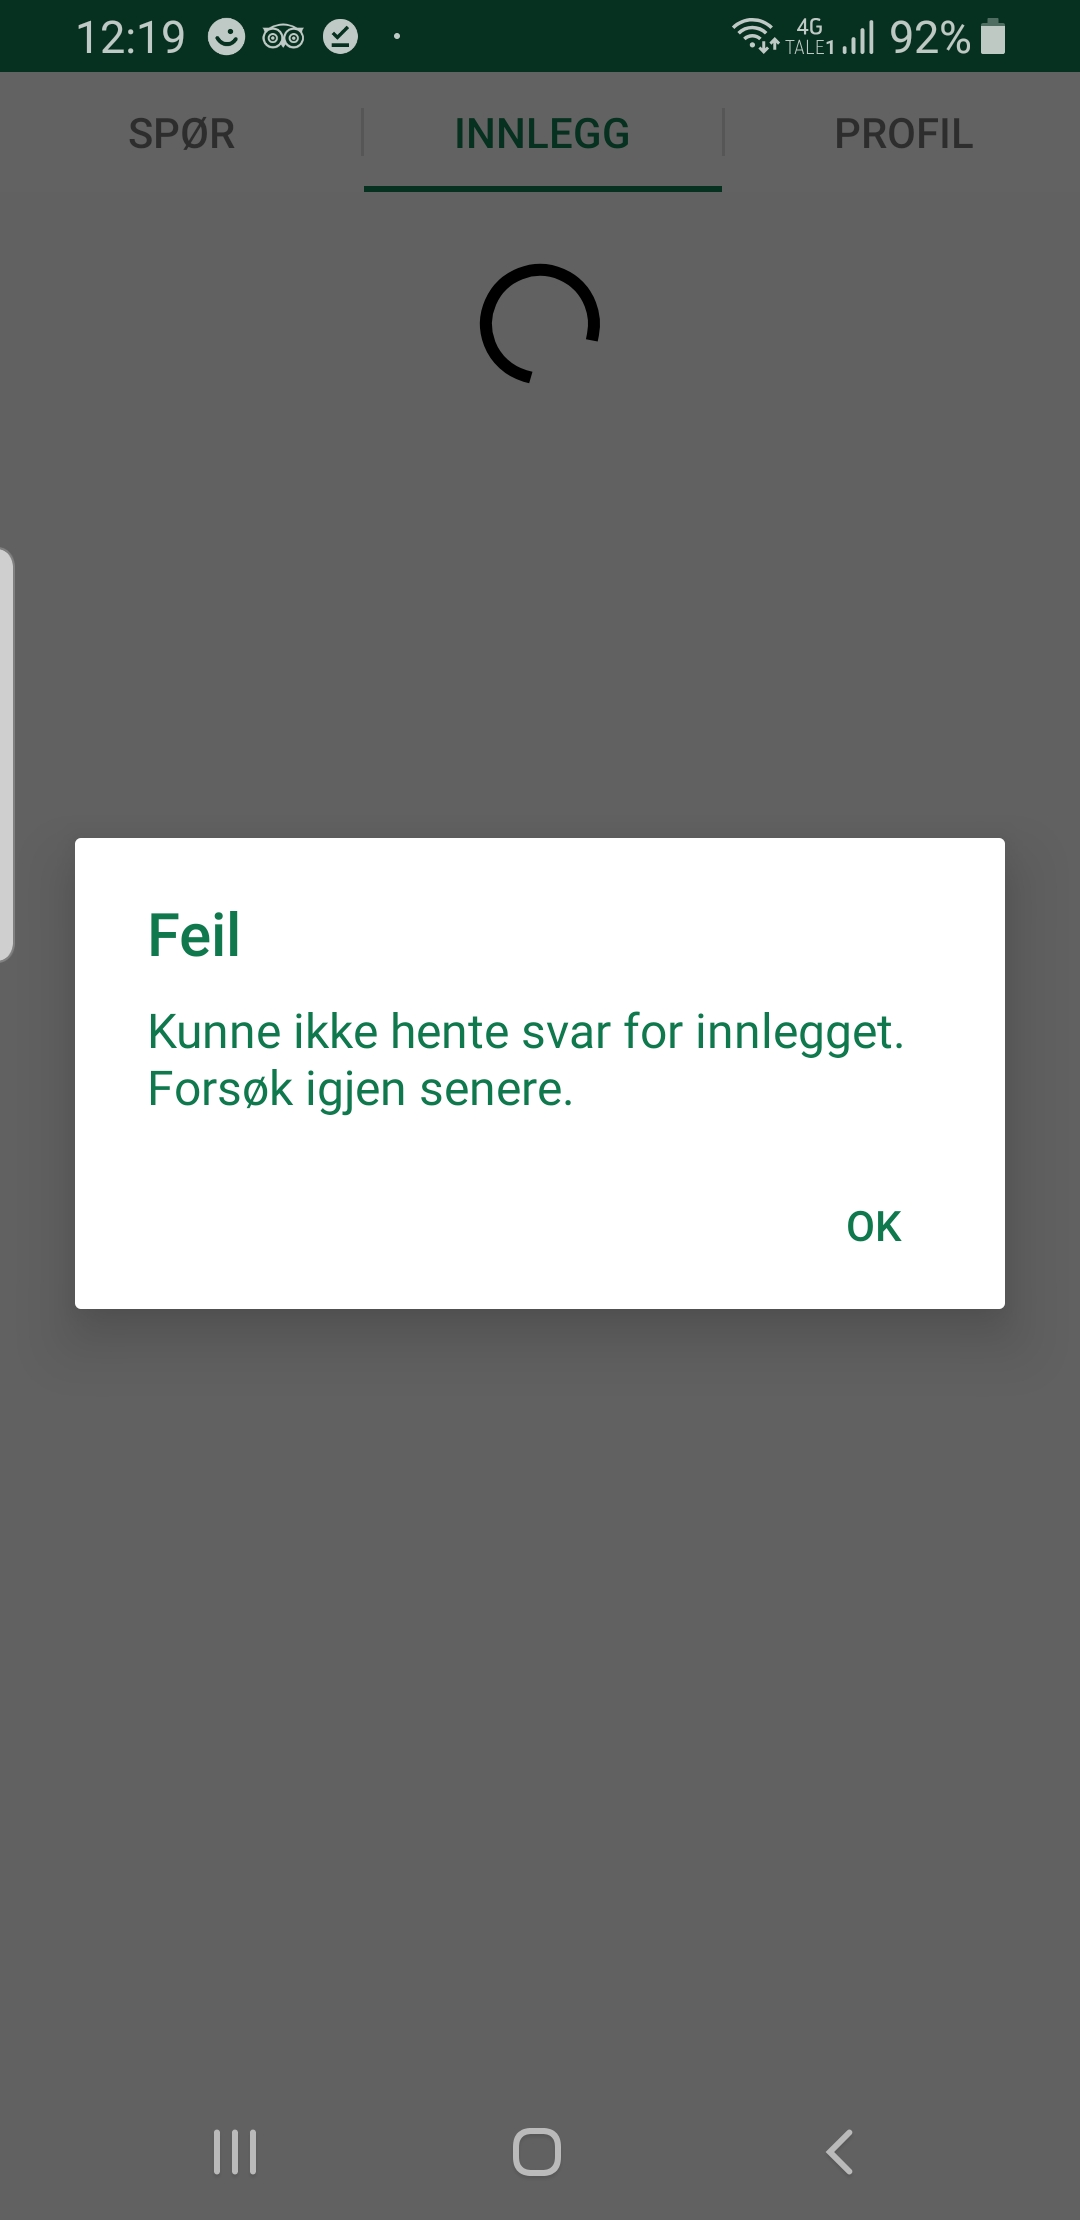 12:19 4G TALE1 92%
SPØR INNLEGG PROFIL
Feil
Kunne ikke hente svar for innlegget.
Forsøk igjen senere.
OK